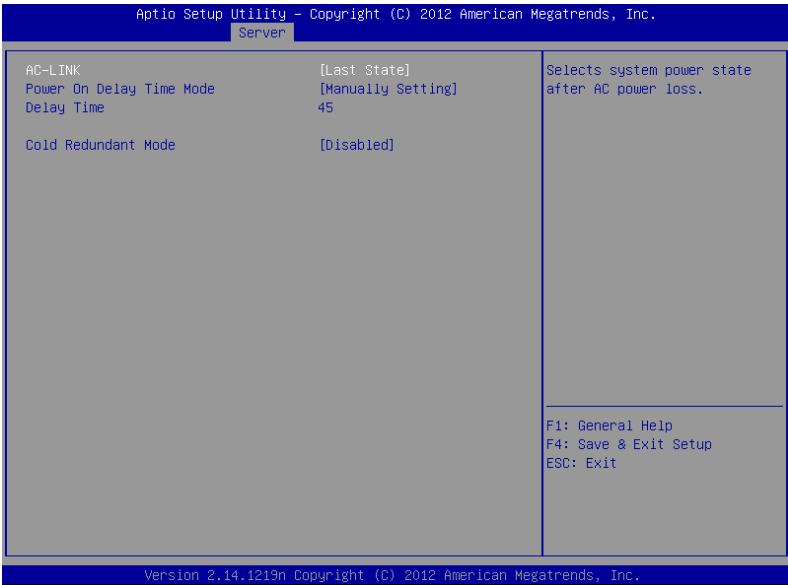 Aptio Setup Utility – Copyright (C) 2012 American Megatrends, Inc.
Server
AC-LINK [Last State]
Power On Delay Time Mode [Manually Setting]
Delay Time 45
Cold Redundant Mode [Disabled]
Selects system power state
after AC power loss.
F1: General Help
F4: Save & Exit Setup
ESC: Exit
Version 2.14.1219n Copyright (C) 2012 American Megatrends, Inc.